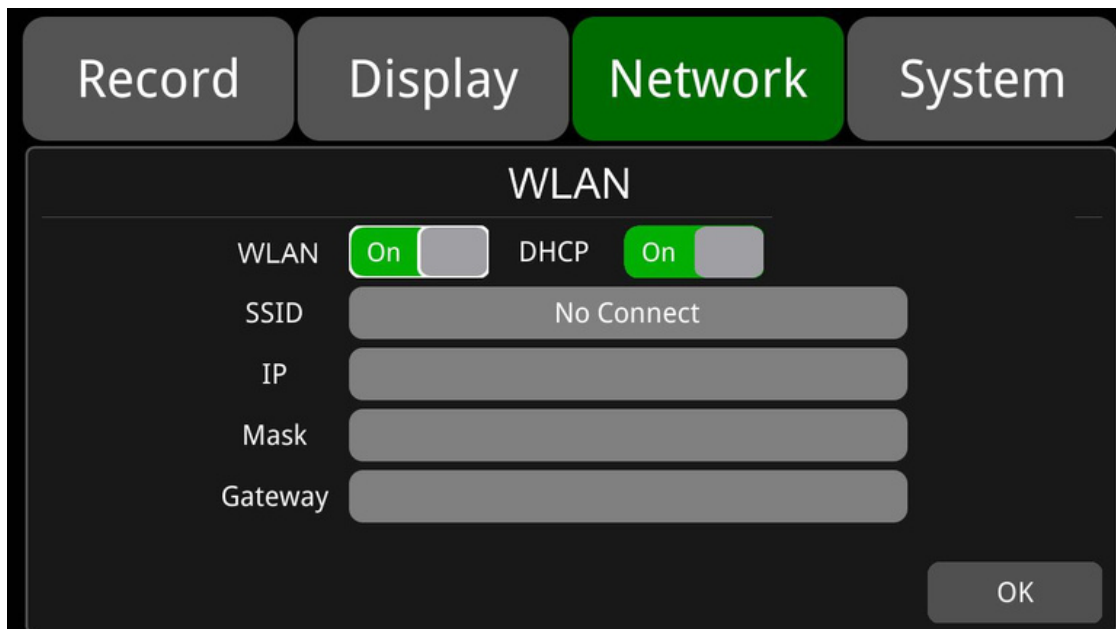 Record Display Network System
WLAN
WLAN On DHCP On
SSID No Connect
IP
Mask
Gateway
OK